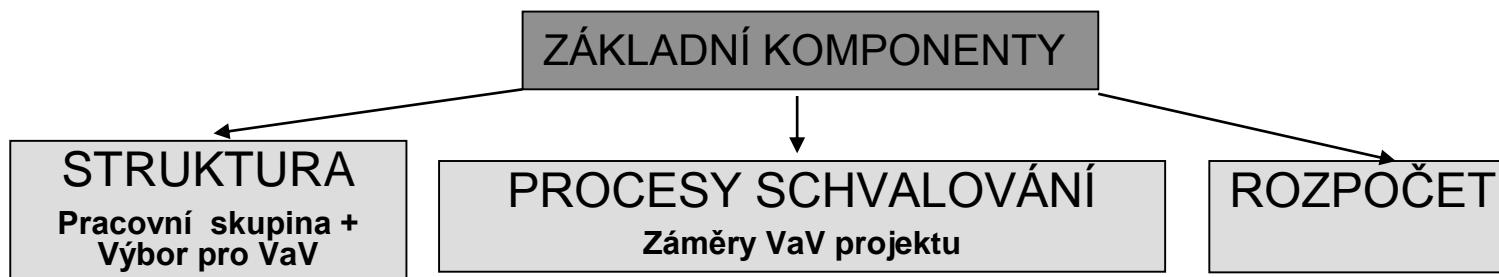 ZÁKLADNÍ KOMPONENTY
STRUKTURA
Pracovní skupina +
Výbor pro VaV
PROCESY SCHVALOVÁNÍ
Záměry VaV projektu
ROZPOČET